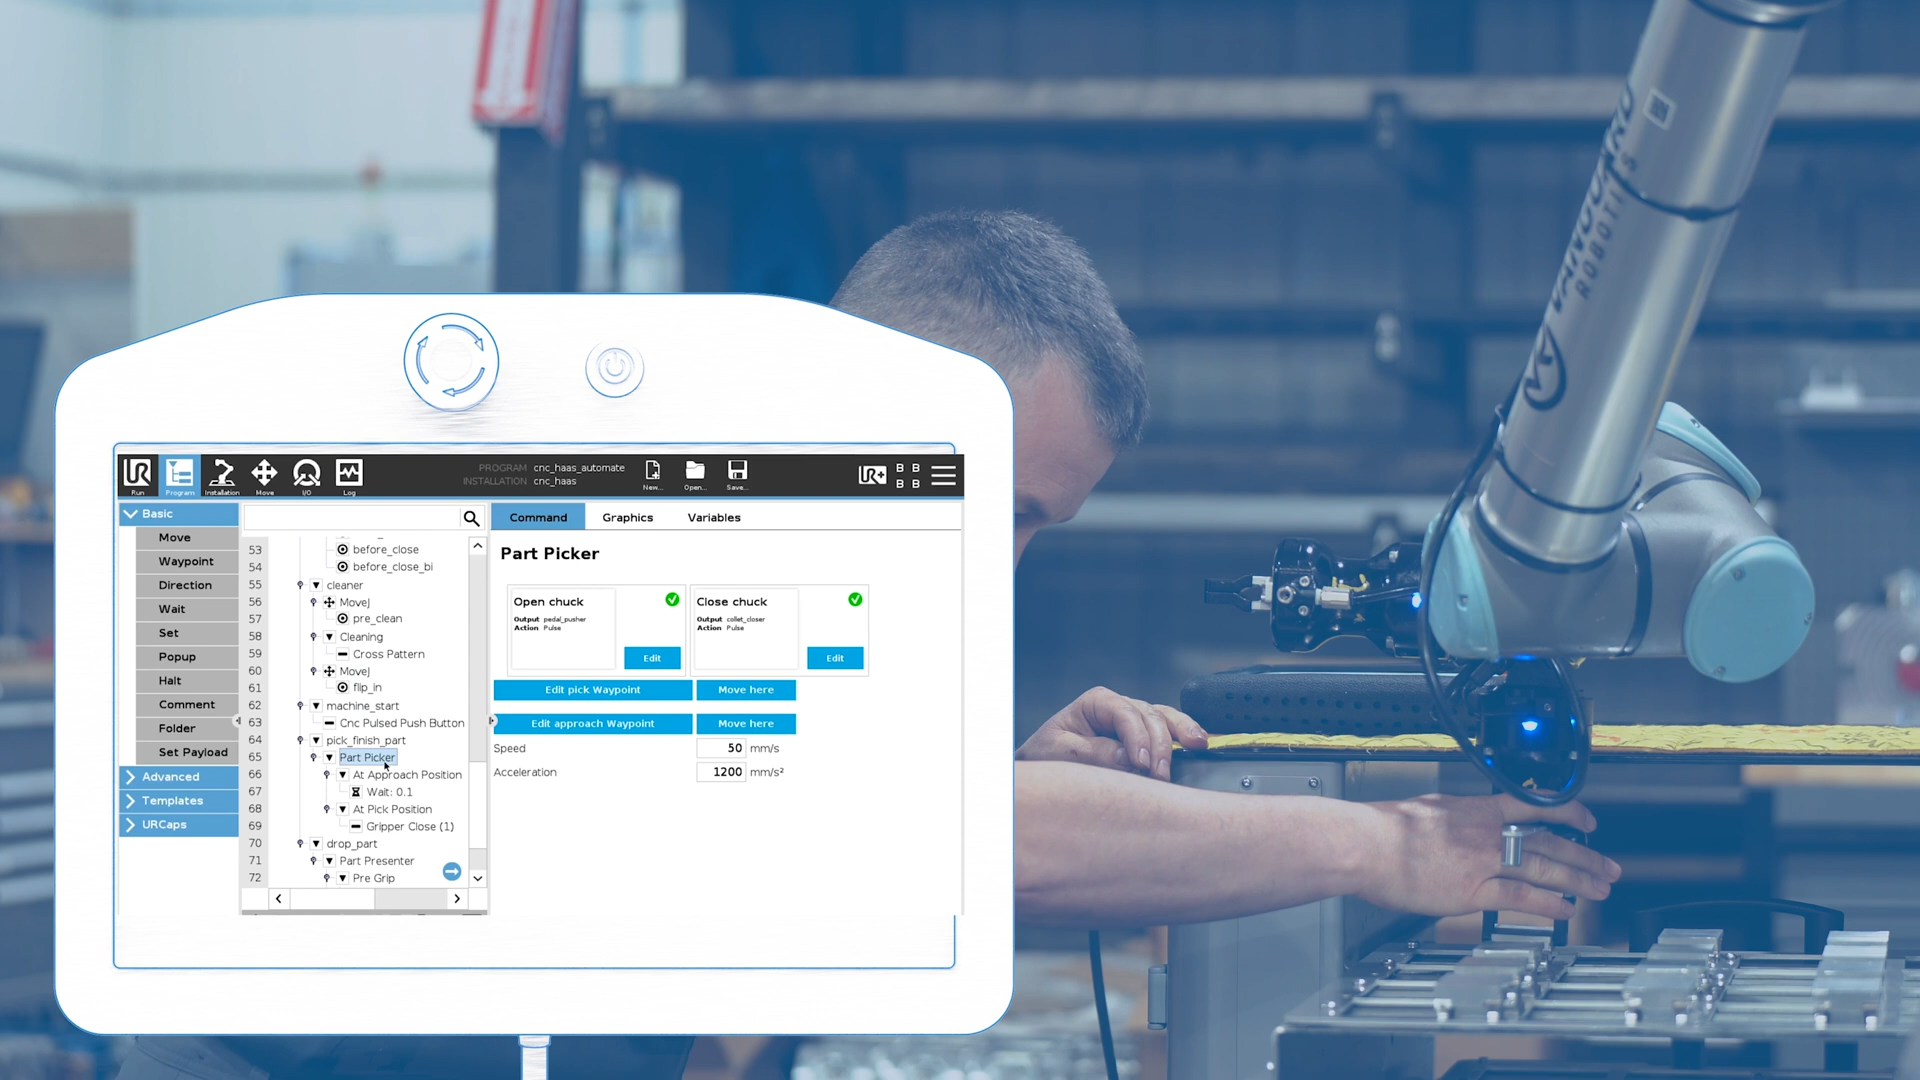 VANGUARD
ROBOTICS
UR
Run
Program
Installation
Move
I/O
Log
PROGRAM cnc_haas_automate
INSTALLATION cnc_haas
New...
Open...
Save...
UR+
B B
B B
Basic
Move
Waypoint
Direction
Wait
Set
Popup
Halt
Comment
Folder
Set Payload
Advanced
Templates
URCaps
53 before_close
54 before_close_bi
55 cleaner
56 MoveJ
57 pre_clean
58 Cleaning
59 Cross Pattern
60 MoveJ
61 flip_in
62 machine_start
63 Cnc Pulsed Push Button
64 pick_finish_part
65 Part Picker
66 At Approach Position
67 Wait: 0.1
68 At Pick Position
69 Gripper Close (1)
70 drop_part
71 Part Presenter
72 Pre Grip
Command Graphics Variables
Part Picker
Open chuck
Output pedal_pusher
Action Pulse
Edit
Close chuck
Output collet_closer
Action Pulse
Edit
Edit pick Waypoint Move here
Edit approach Waypoint Move here
Speed 50 mm/s
Acceleration 1200 mm/s²